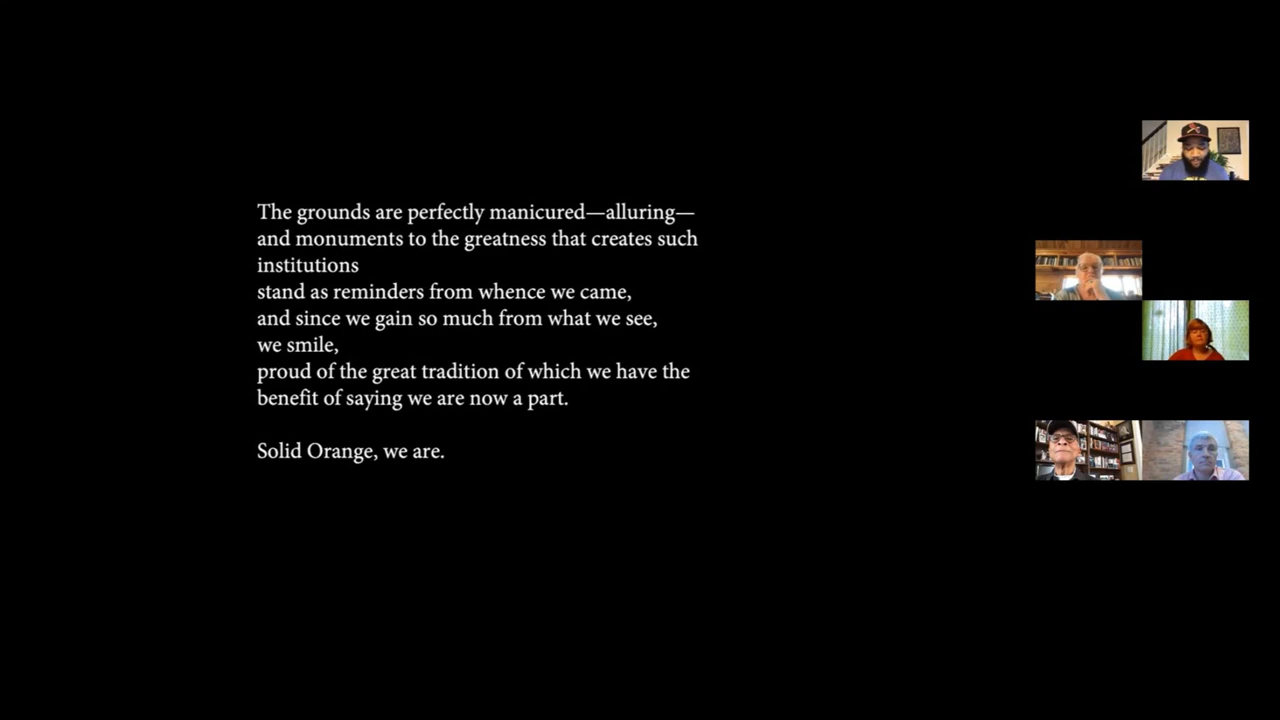 The grounds are perfectly manicured—alluring—
and monuments to the greatness that creates such
institutions
stand as reminders from whence we came,
and since we gain so much from what we see,
we smile,
proud of the great tradition of which we have the
benefit of saying we are now a part.
Solid Orange, we are.